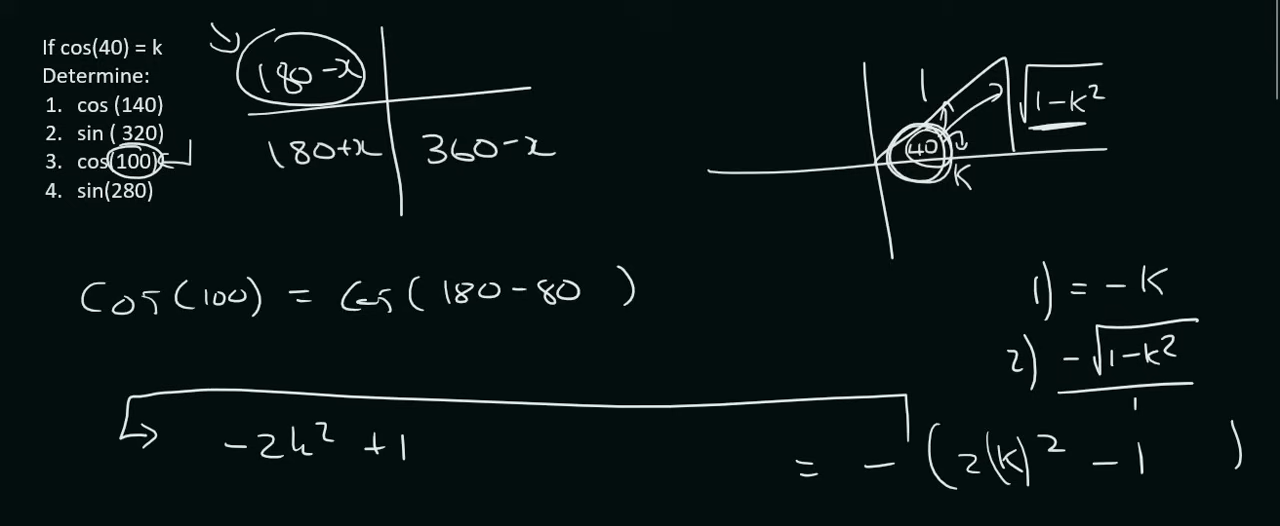 If cos(40) = k
Determine:
1. cos (140)
2. sin ( 320)
3. cos(100)
4. sin(280)
180-x
180+x
360-x
1
√1-k²
40
K
Cos(100) = Cos(180-80)
1) = -K
2) -√1-k²
1
-2k² + 1
= -(2(k)² - 1)